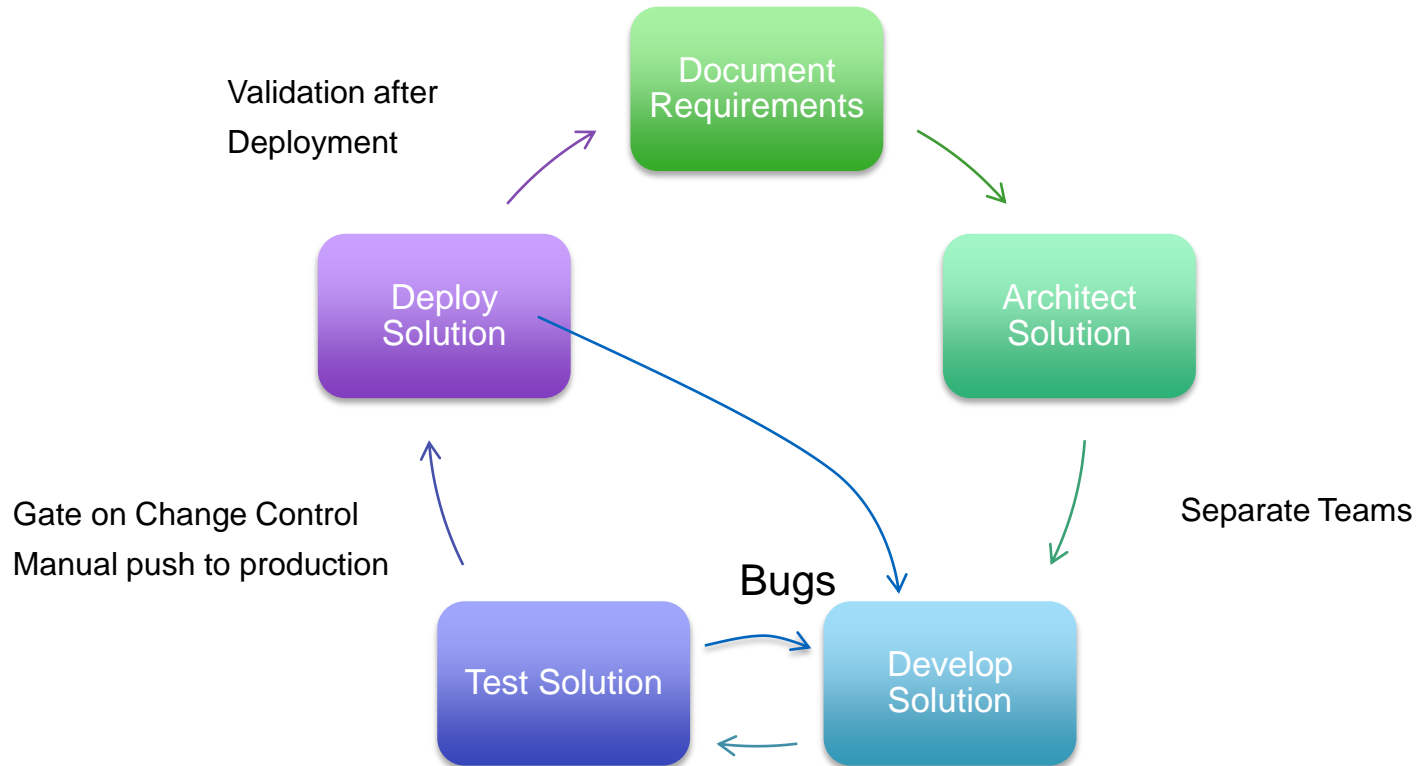 Document
Requirements
Validation after
Deployment
Deploy
Solution
Architect
Solution
Gate on Change Control
Manual push to production
Separate Teams
Bugs
Test Solution
Develop
Solution